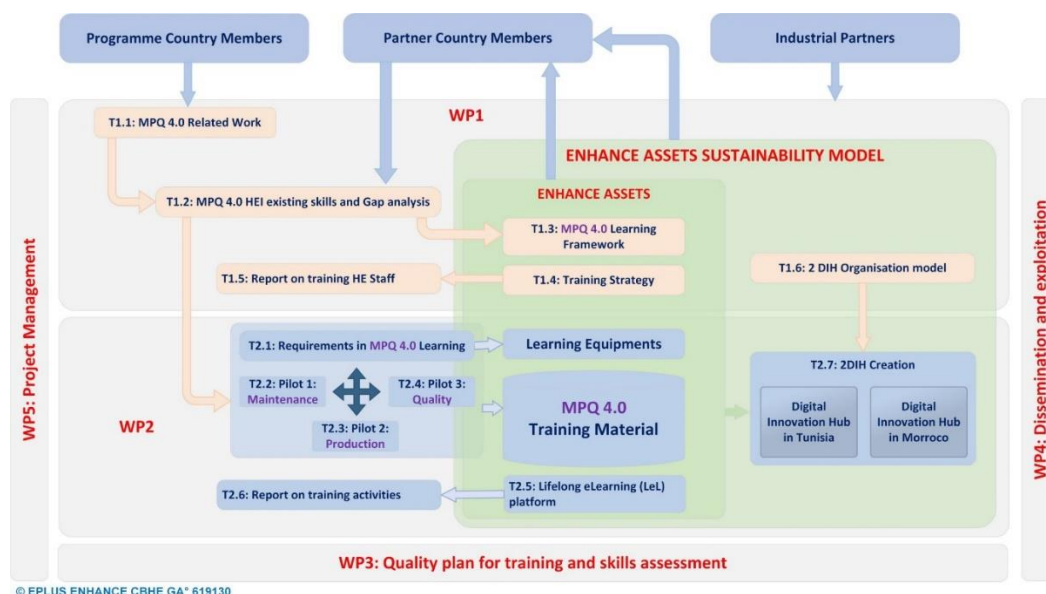 Programme Country Members
Partner Country Members
Industrial Partners
WP5: Project Management
WP4: Dissemination and exploitation
WP1
T1.1: MPQ 4.0 Related Work
ENHANCE ASSETS SUSTAINABILITY MODEL
T1.2: MPQ 4.0 HEI existing skills and Gap analysis
ENHANCE ASSETS
T1.3: MPQ 4.0 Learning
Framework
T1.5: Report on training HE Staff
T1.4: Training Strategy
T1.6: 2 DIH Organisation model
WP2
T2.1: Requirements in MPQ 4.0 Learning
Learning Equipments
T2.2: Pilot 1:
Maintenance
T2.4: Pilot 3:
Quality
T2.3: Pilot 2:
Production
MPQ 4.0
Training Material
T2.7: 2DIH Creation
Digital
Innovation Hub
in Tunisia
Digital
Innovation Hub
in Morroco
T2.6: Report on training activities
T2.5: Lifelong eLearning (LeL)
platform
WP3: Quality plan for training and skills assessment
© EPLUS ENHANCE CBHE GA° 619130